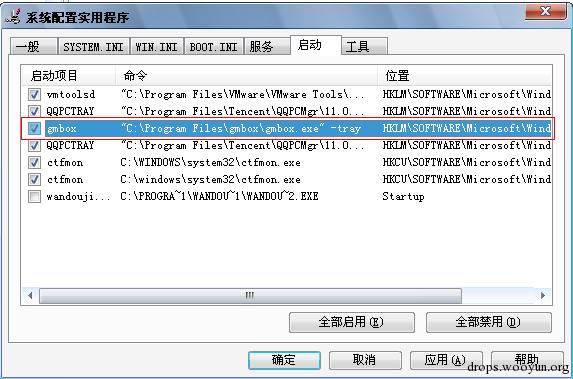 系统配置实用程序
一般 SYSTEM.INI WIN.INI BOOT.INI 服务 启动 工具
启动项目 命令 位置
vmtoolsd "C:\Program Files\VMware\VMware Tools\... HKLM\SOFTWARE\Microsoft\Wind
QQPCTRAY "C:\Program Files\Tencent\QQPCMgr\11.0... HKLM\SOFTWARE\Microsoft\Wind
gmbox "C:\Program Files\gmbox\gmbox.exe" -tray HKLM\SOFTWARE\Microsoft\Wind
QQPCTRAY "C:\Program Files\Tencent\QQPCMgr\11.0... HKLM\SOFTWARE\Microsoft\Wind
ctfmon C:\WINDOWS\system32\ctfmon.exe HKCU\SOFTWARE\Microsoft\Wind
ctfmon C:\windows\system32\ctfmon.exe HKCU\SOFTWARE\Microsoft\Wind
wandouji... C:\PROGRA~1\WANDOU~1\WANDOU~2.EXE Startup
全部启用(E) 全部禁用(D)
确定 取消 应用(A) 帮助
drops.wooyun.org